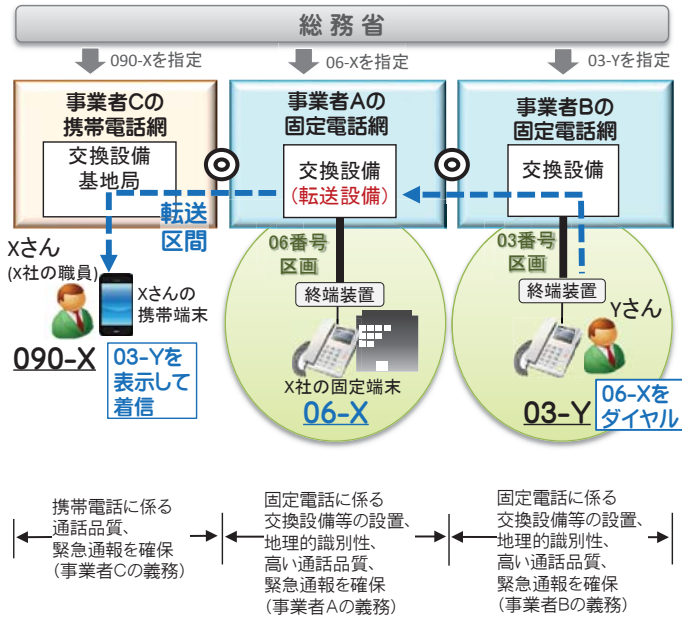 総務省
090-Xを指定
06-Xを指定
03-Yを指定
事業者Cの
携帯電話網
交換設備
基地局
事業者Aの
固定電話網
交換設備
(転送設備)
事業者Bの
固定電話網
交換設備
転送
区間
Xさん
(X社の職員)
Xさんの
携帯端末
090-X
03-Yを
表示して
着信
06番号
区画
終端装置
X社の固定端末
06-X
03番号
区画
終端装置
Yさん
03-Y
06-Xを
ダイヤル
携帯電話に係る
通話品質、
緊急通報を確保
(事業者Cの義務)
固定電話に係る
交換設備等の設置、
地理的識別性、
高い通話品質、
緊急通報を確保
(事業者Aの義務)
固定電話に係る
交換設備等の設置、
地理的識別性、
高い通話品質、
緊急通報を確保
(事業者Bの義務)